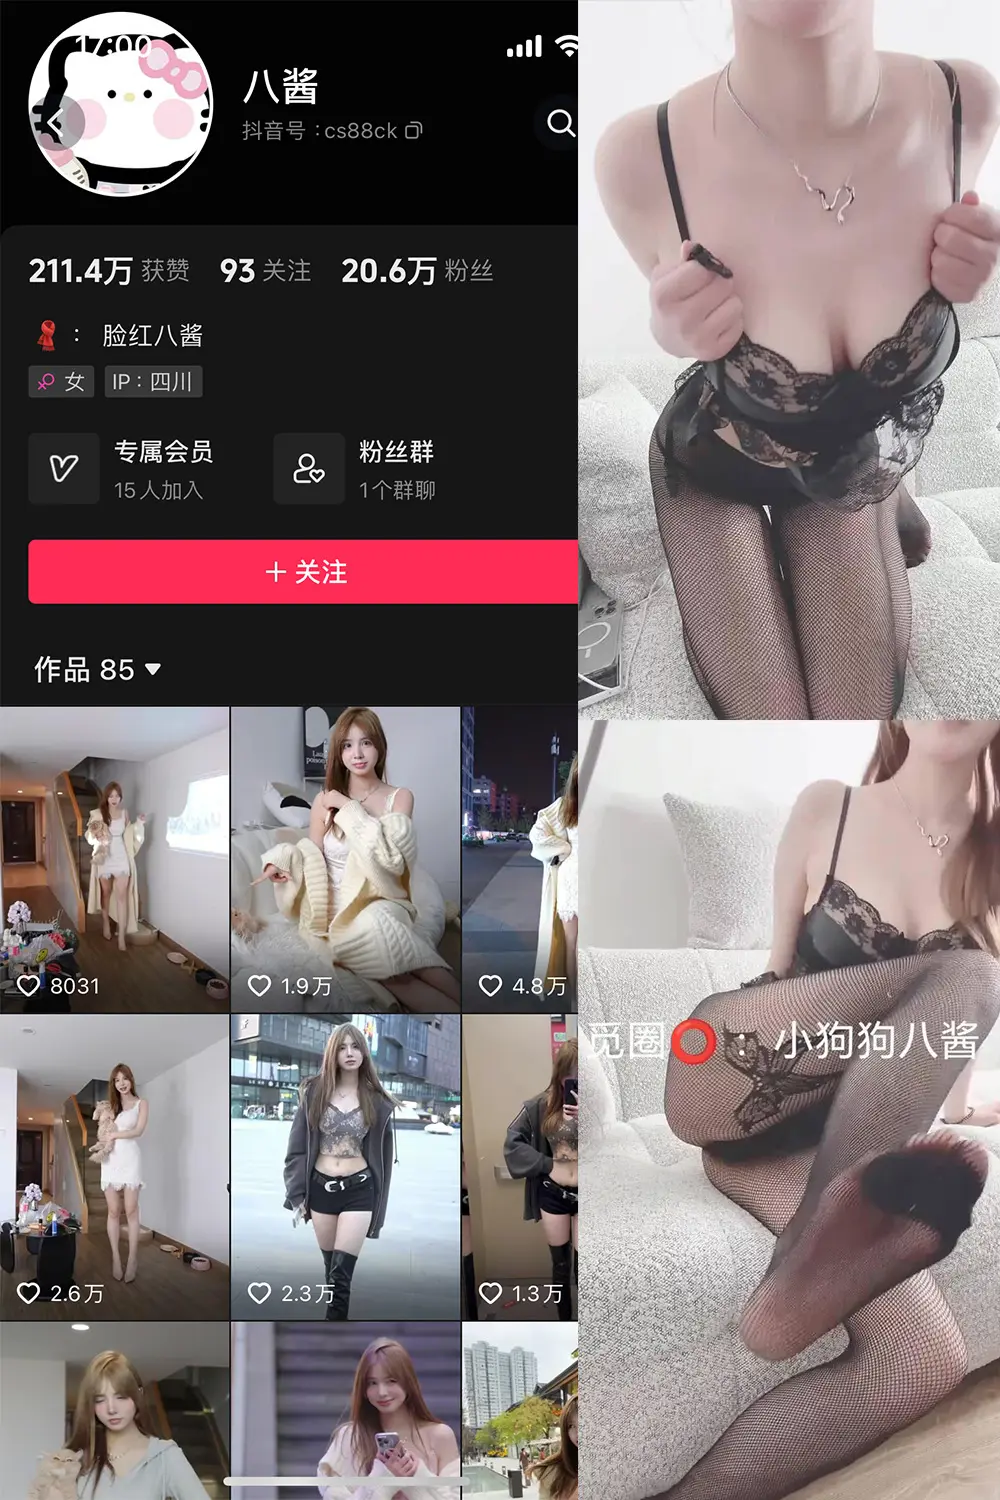 17:00
八酱
抖音号：cs88ck
211.4万 获赞 93 关注 20.6万 粉丝
： 脸红八酱
女 IP：四川
专属会员
15人加入
粉丝群
1个群聊
+ 关注
作品 85
8031
1.9万
4.8万
2.6万
2.3万
1.3万
觅圈⭕：小狗狗八酱